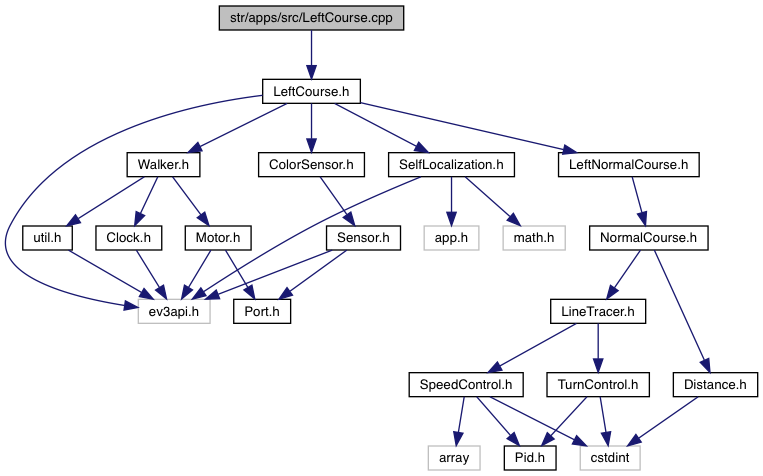 str/apps/src/LeftCourse.cpp
LeftCourse.h
Walker.h
ColorSensor.h
SelfLocalization.h
LeftNormalCourse.h
util.h
Clock.h
Motor.h
Sensor.h
app.h
math.h
NormalCourse.h
ev3api.h
Port.h
LineTracer.h
SpeedControl.h
TurnControl.h
Distance.h
array
Pid.h
cstdint